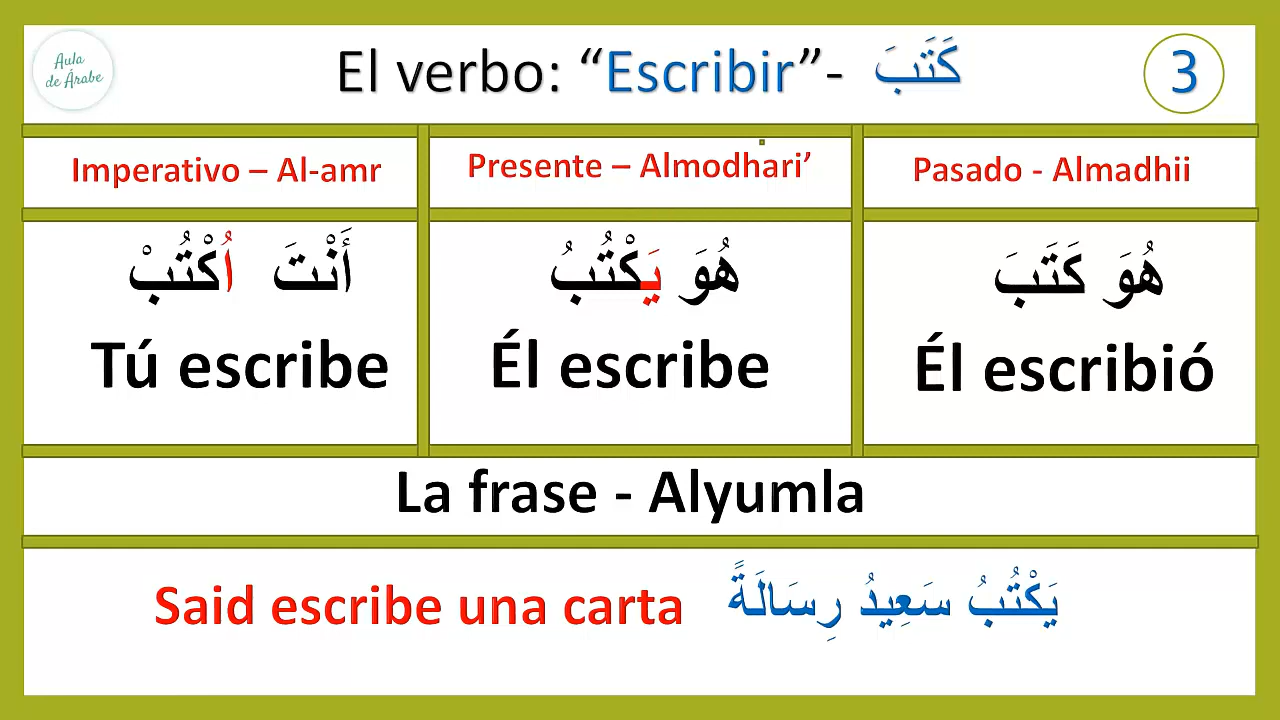 Aula
de Árabe
El verbo: “Escribir”- كَتَبَ
3
Imperativo – Al-amr
Presente – Almodhari’
Pasado - Almadhii
أَنْتَ اُكْتُبْ
Tú escribe
هُوَ يَكْتُبُ
Él escribe
هُوَ كَتَبَ
Él escribió
La frase - Alyumla
Said escribe una carta يَكْتُبُ سَعِيدُ رِسَالَةً